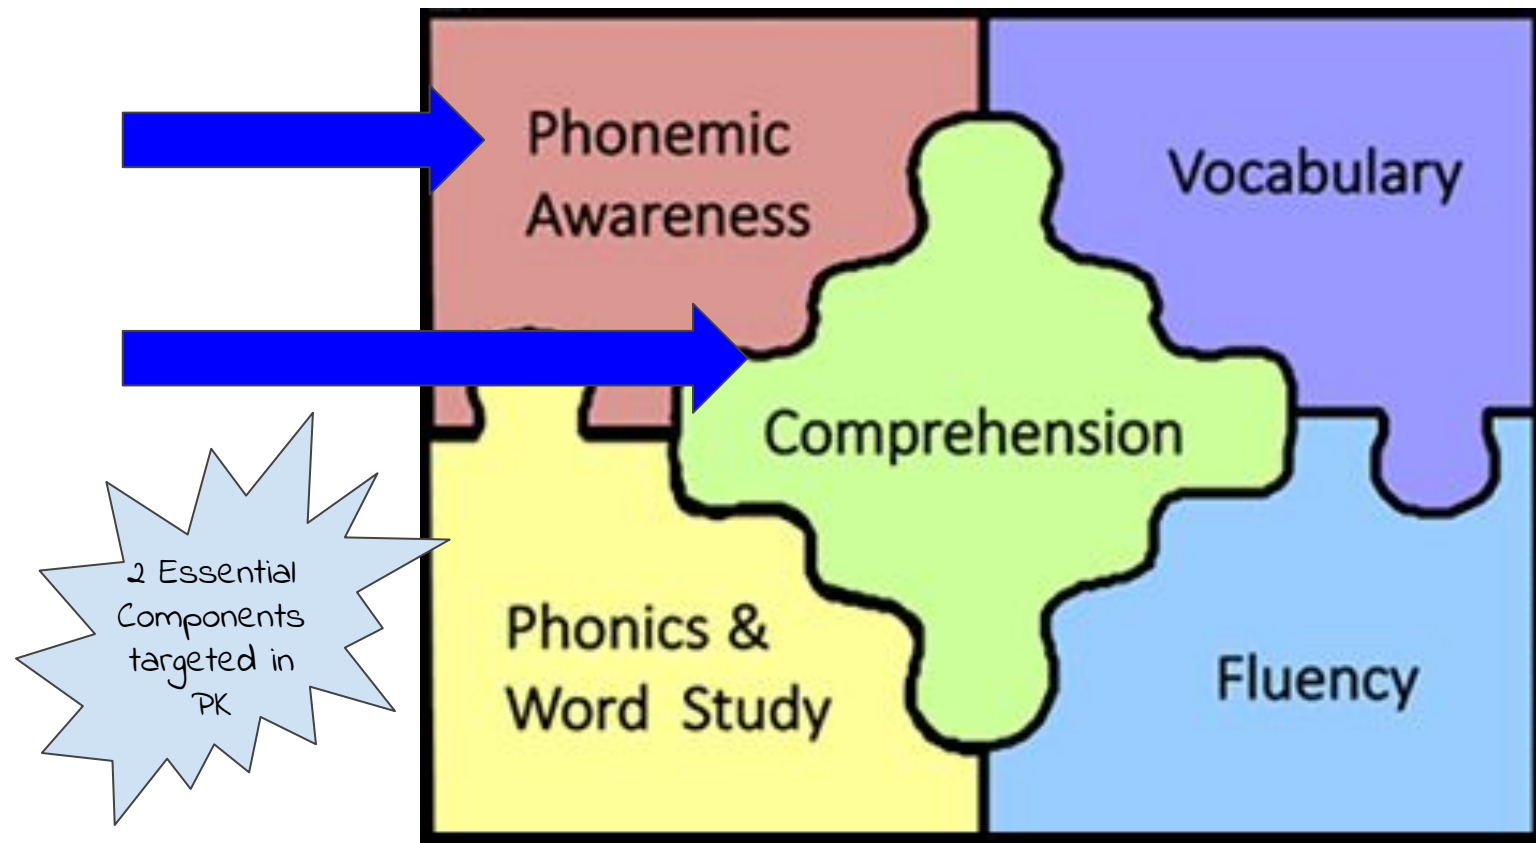 Phonemic
Awareness
Vocabulary
Comprehension
2 Essential
Components
targeted in
PK
Phonics &
Word Study
Fluency